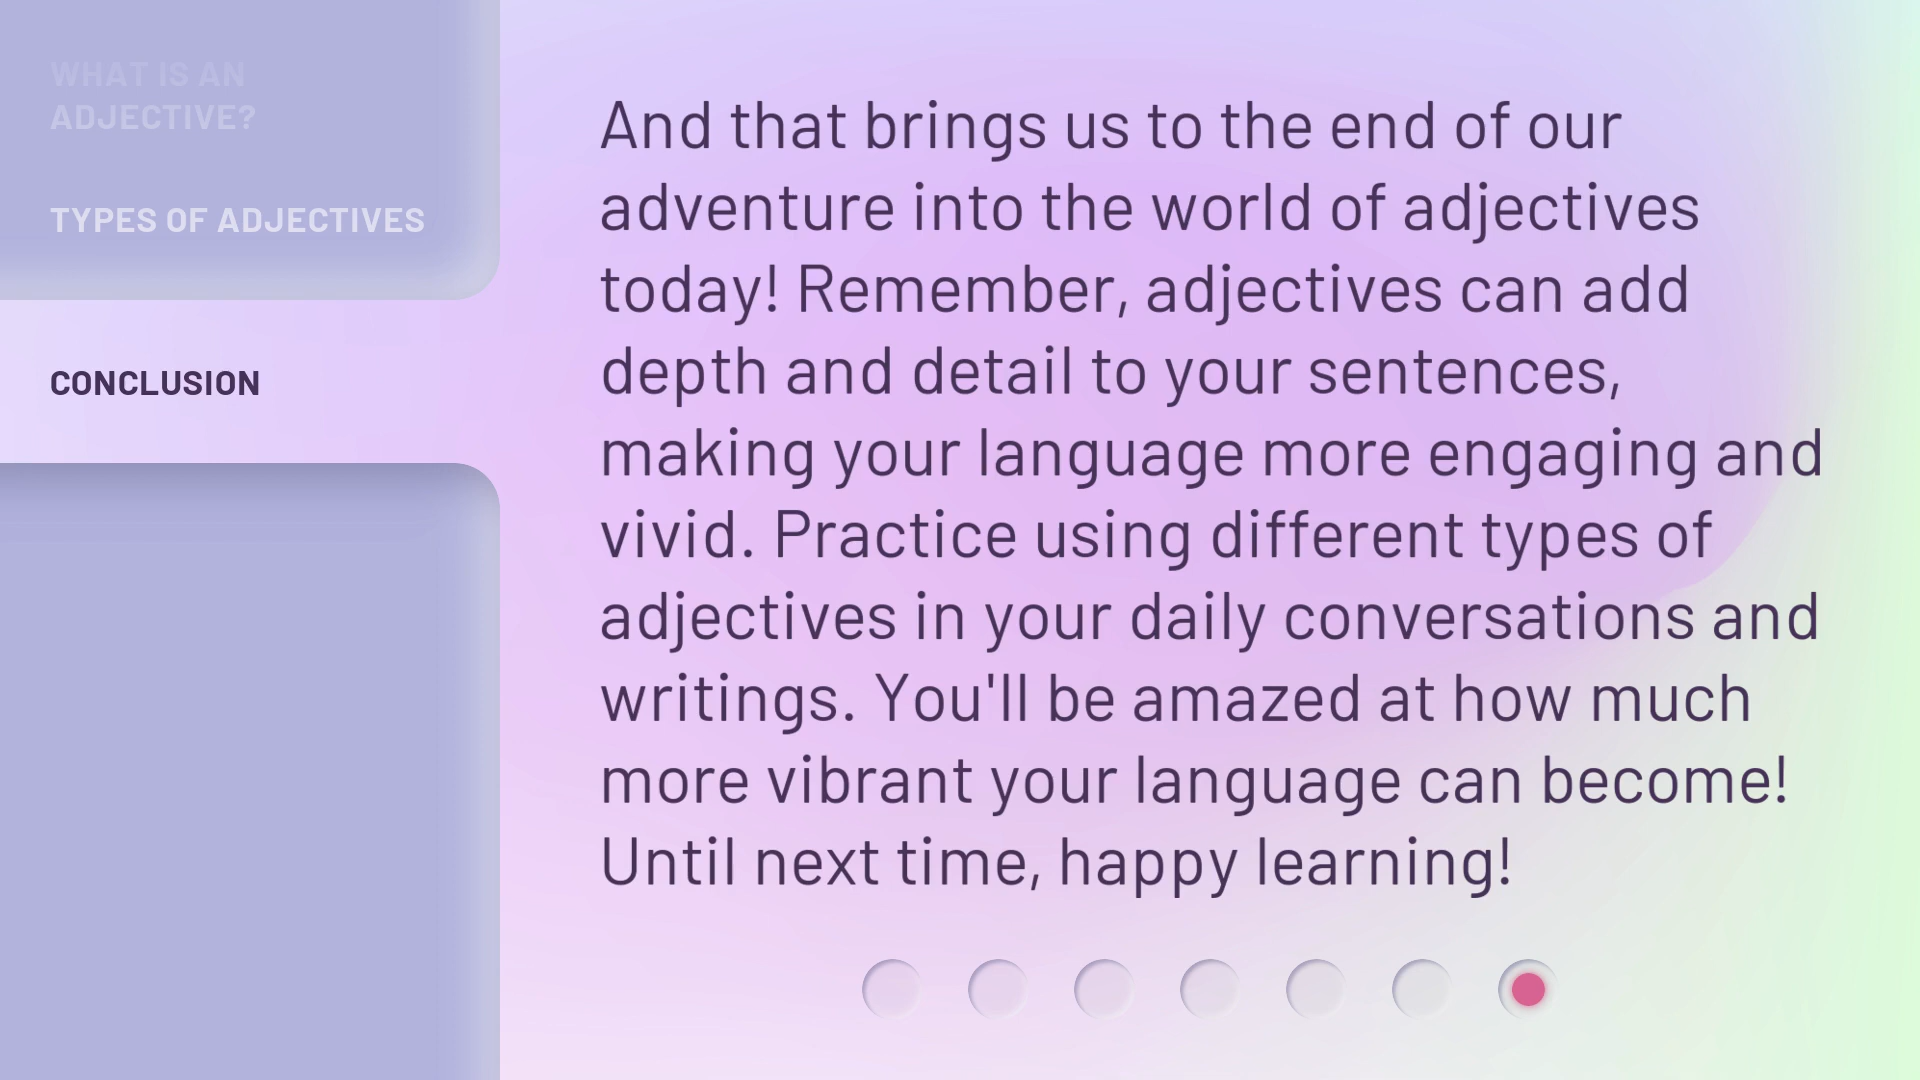 WHAT IS AN
ADJECTIVE?
TYPES OF ADJECTIVES
CONCLUSION
And that brings us to the end of our
adventure into the world of adjectives
today! Remember, adjectives can add
depth and detail to your sentences,
making your language more engaging and
vivid. Practice using different types of
adjectives in your daily conversations and
writings. You'll be amazed at how much
more vibrant your language can become!
Until next time, happy learning!